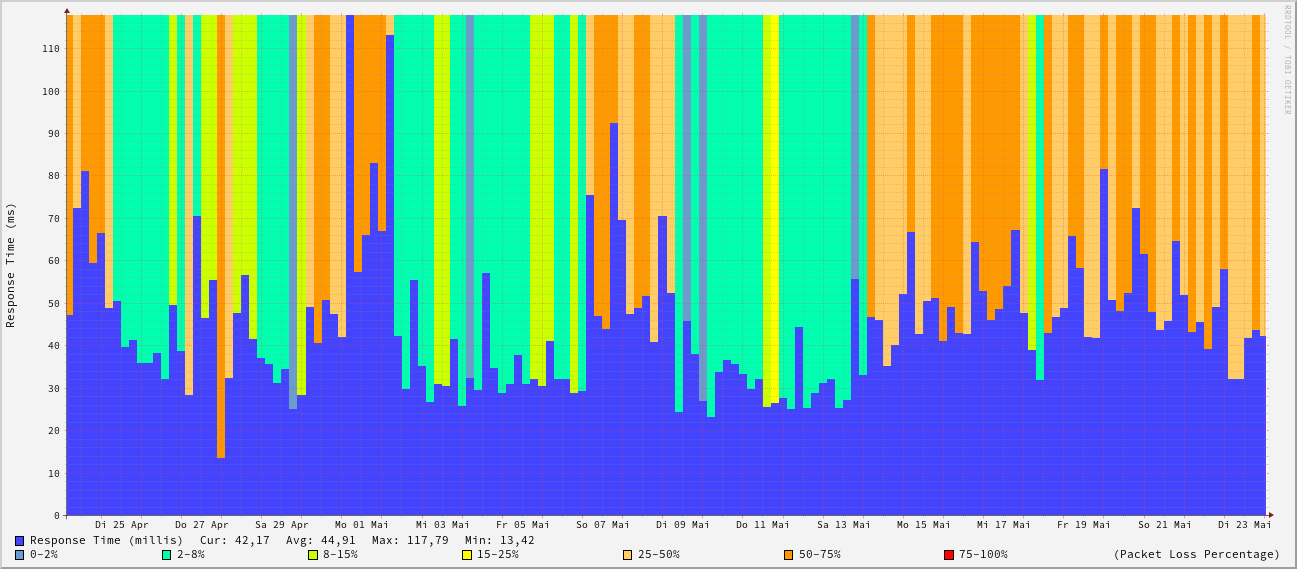 RRDTOOL / TOBI OETIKER
Response Time (ms)
110
100
90
80
70
60
50
40
30
20
10
0
Di 25 Apr Do 27 Apr Sa 29 Apr Mo 01 Mai Mi 03 Mai Fr 05 Mai So 07 Mai Di 09 Mai Do 11 Mai Sa 13 Mai Mo 15 Mai Mi 17 Mai Fr 19 Mai So 21 Mai Di 23 Mai
Response Time (millis) Cur: 42,17 Avg: 44,91 Max: 117,79 Min: 13,42
0-2% 2-8% 8-15% 15-25% 25-50% 50-75% 75-100% (Packet Loss Percentage)